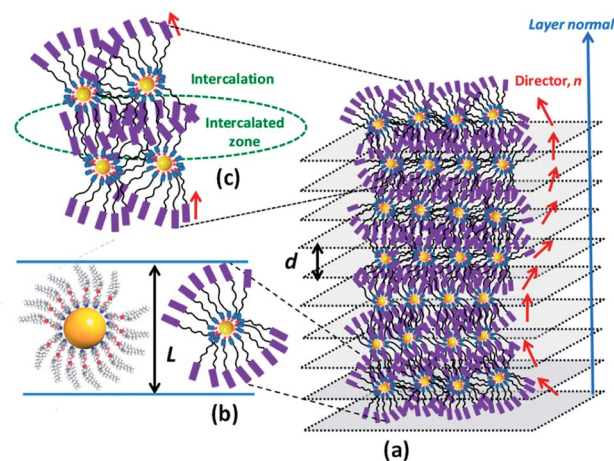 Layer normal
Intercalation
Director, n
Intercalated
zone
(c)
d
L
(b)
(a)